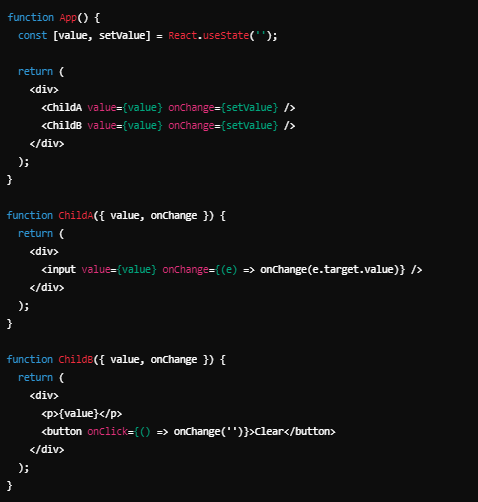 function App() {
  const [value, setValue] = React.useState('');

  return (
    <div>
      <ChildA value={value} onChange={setValue} />
      <ChildB value={value} onChange={setValue} />
    </div>
  );
}

function ChildA({ value, onChange }) {
  return (
    <div>
      <input value={value} onChange={(e) => onChange(e.target.value)} />
    </div>
  );
}

function ChildB({ value, onChange }) {
  return (
    <div>
      <p>{value}</p>
      <button onClick={() => onChange('')}>Clear</button>
    </div>
  );
}